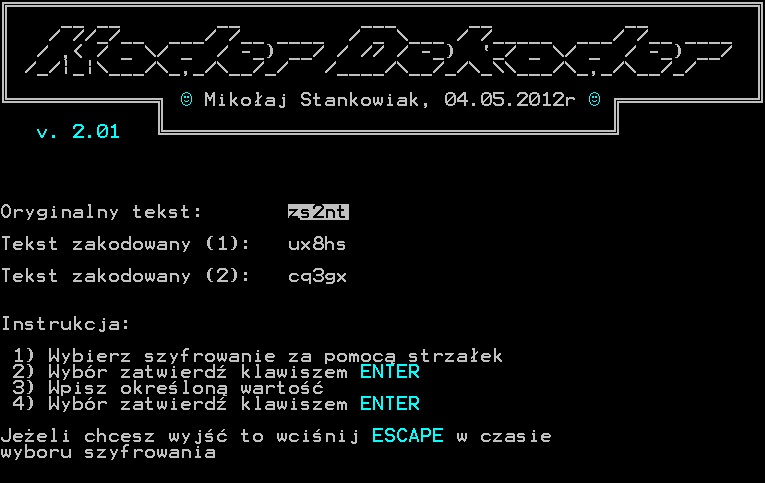 Koder Dekoder
☺ Mikołaj Stankowiak, 04.05.2012r ☺
v. 2.01
Oryginalny tekst: zs2nt
Tekst zakodowany (1): ux8hs
Tekst zakodowany (2): cq3gx
Instrukcja:
1) Wybierz szyfrowanie za pomocą strzałek
2) Wybór zatwierdź klawiszem ENTER
3) Wpisz określoną wartość
4) Wybór zatwierdź klawiszem ENTER
Jeżeli chcesz wyjść to wciśnij ESCAPE w czasie
wyboru szyfrowania